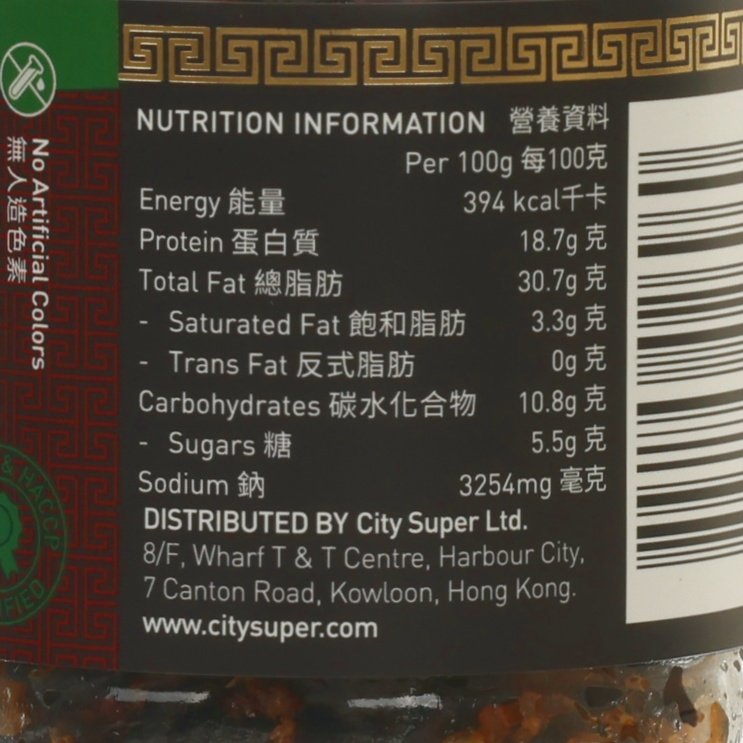 No Artificial Colors
無人造色素
& HACCP
NUTRITION INFORMATION 營養資料
Per 100g 每100克
Energy 能量 394 kcal千卡
Protein 蛋白質 18.7g 克
Total Fat 總脂肪 30.7g 克
- Saturated Fat 飽和脂肪 3.3g 克
- Trans Fat 反式脂肪 0g 克
Carbohydrates 碳水化合物 10.8g 克
- Sugars 糖 5.5g 克
Sodium 鈉 3254mg 毫克
DISTRIBUTED BY City Super Ltd.
8/F, Wharf T & T Centre, Harbour City,
7 Canton Road, Kowloon, Hong Kong.
www.citysuper.com